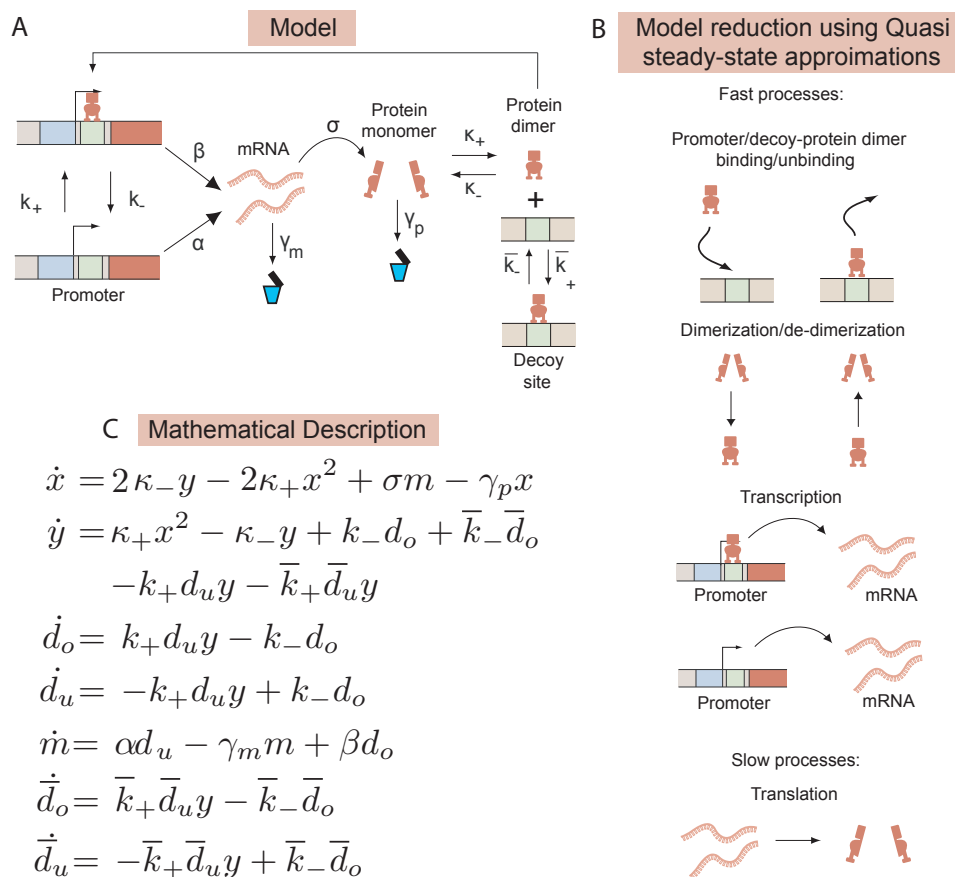 A
Model
Protein dimer
Protein monomer
mRNA
σ
β
κ+
κ-
k+
k-
α
γm
γp
k̅-
k̅+
Promoter
Decoy site
B
Model reduction using Quasi
steady-state approimations
Fast processes:
Promoter/decoy-protein dimer
binding/unbinding
Dimerization/de-dimerization
Transcription
Promoter
mRNA
Promoter
mRNA
Slow processes:
Translation
C
Mathematical Description
ẋ = 2κ₋y − 2κ₊x² + σm − γₚx
ẏ = κ₊x² − κ₋y + k₋dₒ + k̅₋d̅ₒ
−k₊dᵤy − k̅₊d̅ᵤy
ḋₒ = k₊dᵤy − k₋dₒ
ḋᵤ = −k₊dᵤy + k₋dₒ
ṁ = αdᵤ − γₘm + βdₒ
d̅̇ₒ = k̅₊d̅ᵤy − k̅₋d̅ₒ
d̅̇ᵤ = −k̅₊d̅ᵤy + k̅₋d̅ₒ